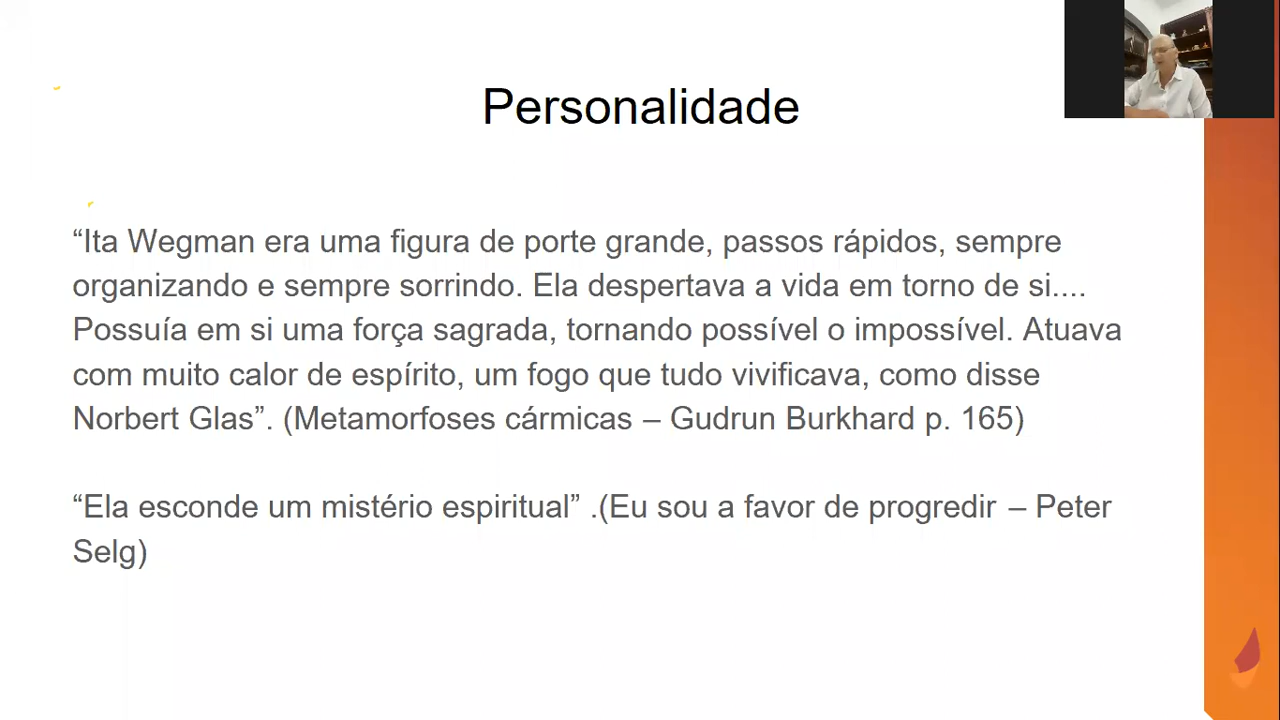 Personalidade
“Ita Wegman era uma figura de porte grande, passos rápidos, sempre
organizando e sempre sorrindo. Ela despertava a vida em torno de si....
Possuía em si uma força sagrada, tornando possível o impossível. Atuava
com muito calor de espírito, um fogo que tudo vivificava, como disse
Norbert Glas”. (Metamorfoses cármicas – Gudrun Burkhard p. 165)
“Ela esconde um mistério espiritual” .(Eu sou a favor de progredir – Peter
Selg)